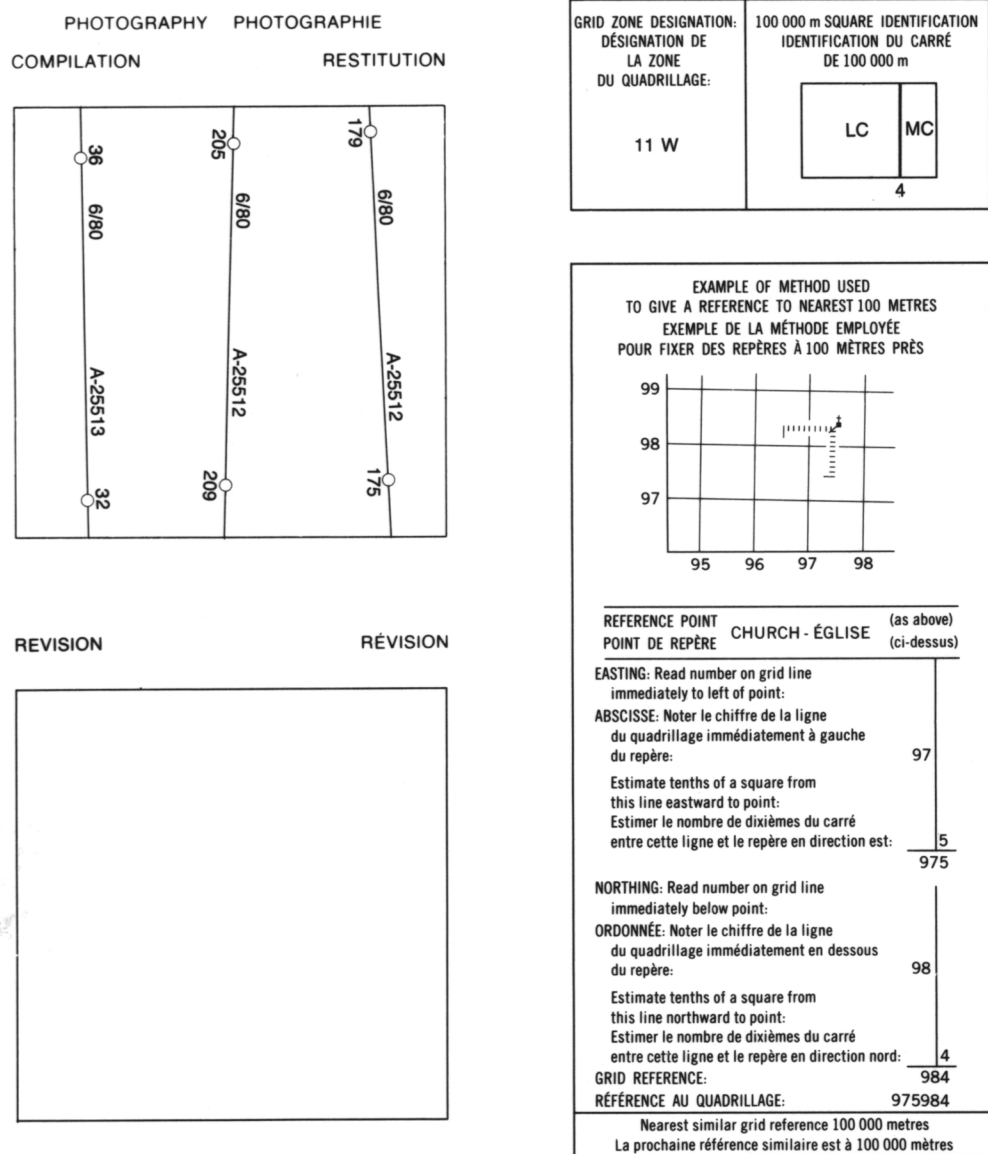 PHOTOGRAPHY PHOTOGRAPHIE
COMPILATION RESTITUTION
36
6/80
A-25513
32
205
6/80
A-25512
209
179
6/80
A-25512
175
REVISION RÉVISION
GRID ZONE DESIGNATION:
DÉSIGNATION DE
LA ZONE
DU QUADRILLAGE:
11 W
100 000 m SQUARE IDENTIFICATION
IDENTIFICATION DU CARRÉ
DE 100 000 m
LC MC
4
EXAMPLE OF METHOD USED
TO GIVE A REFERENCE TO NEAREST 100 METRES
EXEMPLE DE LA MÉTHODE EMPLOYÉE
POUR FIXER DES REPÈRES À 100 MÈTRES PRÈS
99
98
97
95 96 97 98
REFERENCE POINT
POINT DE REPÈRE
CHURCH - ÉGLISE
(as above)
(ci-dessus)
EASTING: Read number on grid line
immediately to left of point:
ABSCISSE: Noter le chiffre de la ligne
du quadrillage immédiatement à gauche
du repère: 97
Estimate tenths of a square from
this line eastward to point:
Estimer le nombre de dixièmes du carré
entre cette ligne et le repère en direction est: 5
975
NORTHING: Read number on grid line
immediately below point:
ORDONNÉE: Noter le chiffre de la ligne
du quadrillage immédiatement en dessous
du repère: 98
Estimate tenths of a square from
this line northward to point:
Estimer le nombre de dixièmes du carré
entre cette ligne et le repère en direction nord: 4
GRID REFERENCE: 984
RÉFÉRENCE AU QUADRILLAGE: 975984
Nearest similar grid reference 100 000 metres
La prochaine référence similaire est à 100 000 mètres